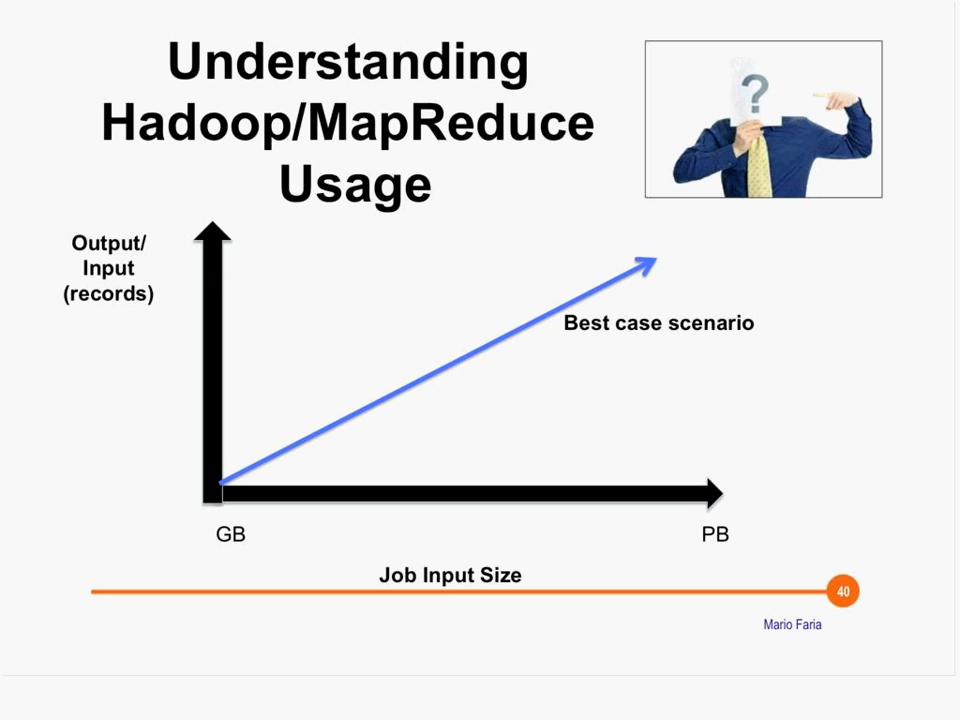 Understanding
Hadoop/MapReduce
Usage
?
Output/
Input
(records)
Best case scenario
GB
PB
Job Input Size
40
Mario Faria